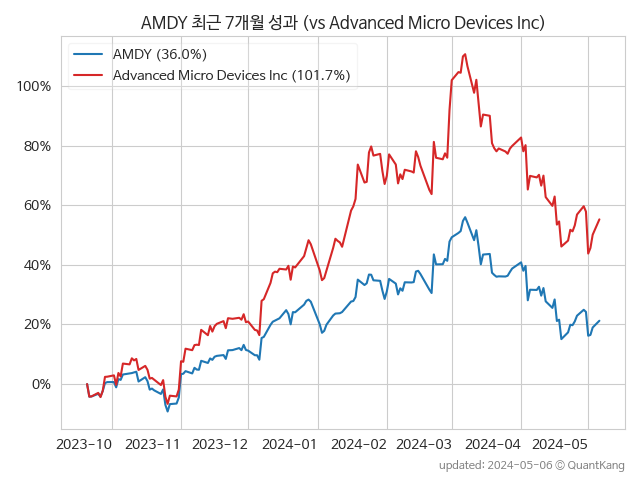 AMDY 최근 7개월 성과 (vs Advanced Micro Devices Inc)
AMDY (36.0%)
Advanced Micro Devices Inc (101.7%)
100%
80%
60%
40%
20%
0%
2023-10 2023-11 2023-12 2024-01 2024-02 2024-03 2024-04 2024-05
updated: 2024-05-06 © QuantKang